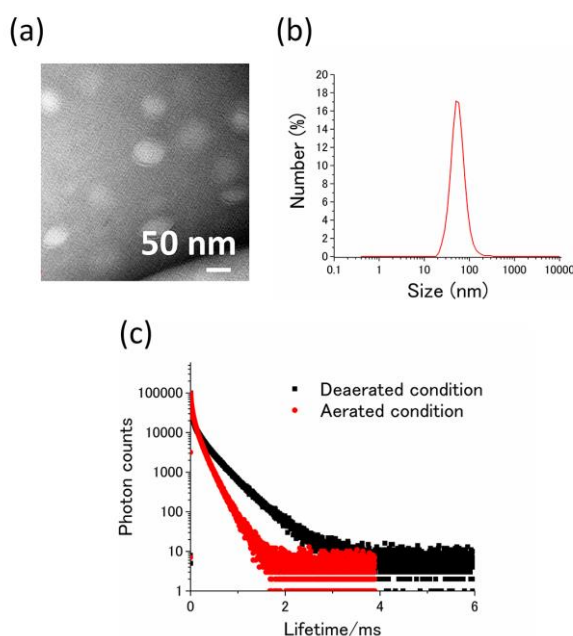 (a)
50 nm
(b)
20
18
16
14
12
10
8
6
4
2
0
Number (%)
0.1 1 10 100 1000 10000
Size (nm)
(c)
100000
10000
1000
100
10
1
Photon counts
Deaerated condition
Aerated condition
0 2 4 6
Lifetime/ms